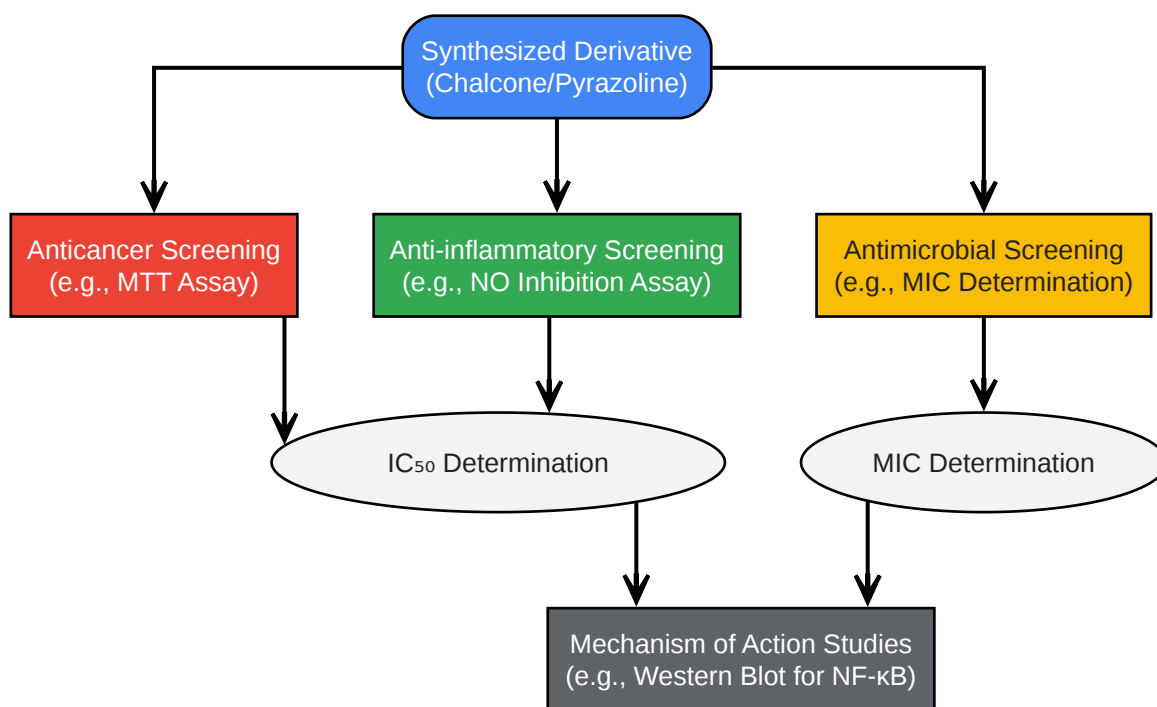 Synthesized Derivative
(Chalcone/Pyrazoline)
Anticancer Screening
(e.g., MTT Assay)
Anti-inflammatory Screening
(e.g., NO Inhibition Assay)
Antimicrobial Screening
(e.g., MIC Determination)
IC₅₀ Determination
MIC Determination
Mechanism of Action Studies
(e.g., Western Blot for NF-κB)